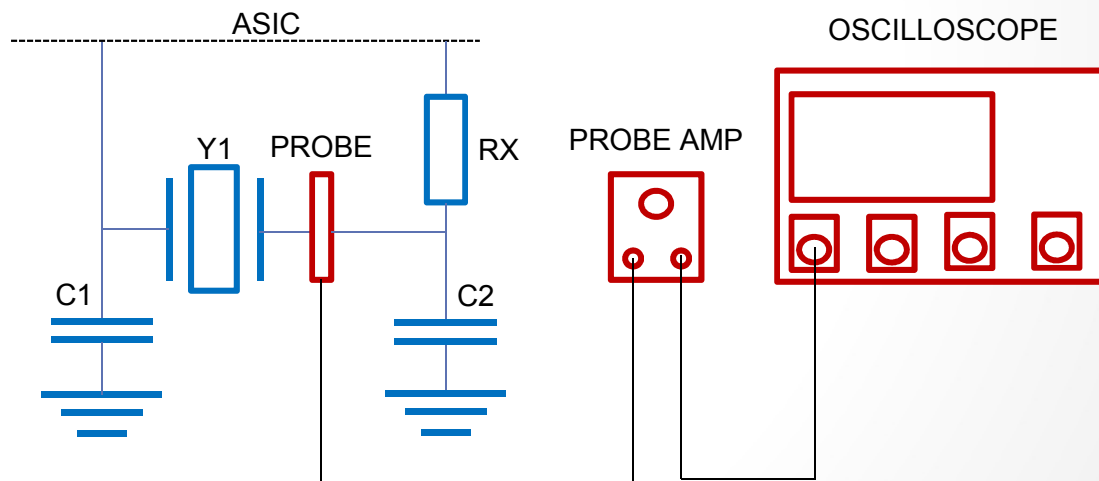 ASIC
OSCILLOSCOPE
Y1
PROBE
RX
PROBE AMP
C1
C2